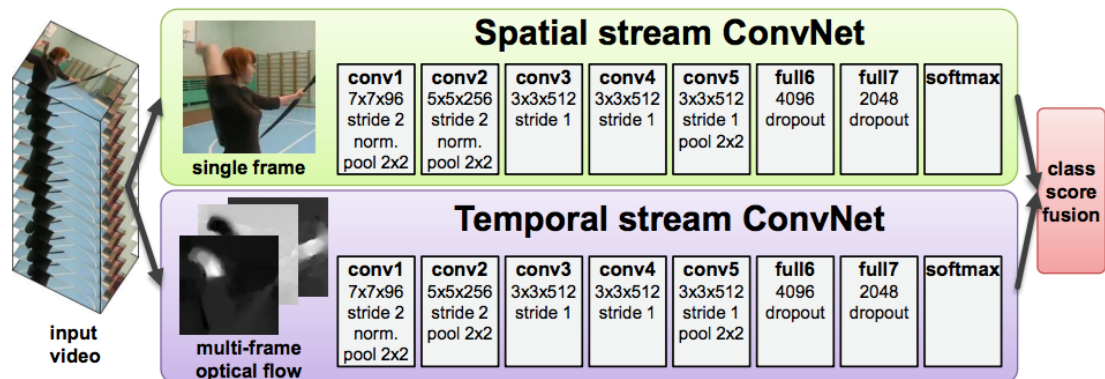 Spatial stream ConvNet
conv1
7x7x96
stride 2
norm.
pool 2x2
conv2
5x5x256
stride 2
norm.
pool 2x2
conv3
3x3x512
stride 1
conv4
3x3x512
stride 1
conv5
3x3x512
stride 1
pool 2x2
full6
4096
dropout
full7
2048
dropout
softmax
single frame
Temporal stream ConvNet
conv1
7x7x96
stride 2
norm.
pool 2x2
conv2
5x5x256
stride 2
pool 2x2
conv3
3x3x512
stride 1
conv4
3x3x512
stride 1
conv5
3x3x512
stride 1
pool 2x2
full6
4096
dropout
full7
2048
dropout
softmax
multi-frame
optical flow
input
video
class
score
fusion